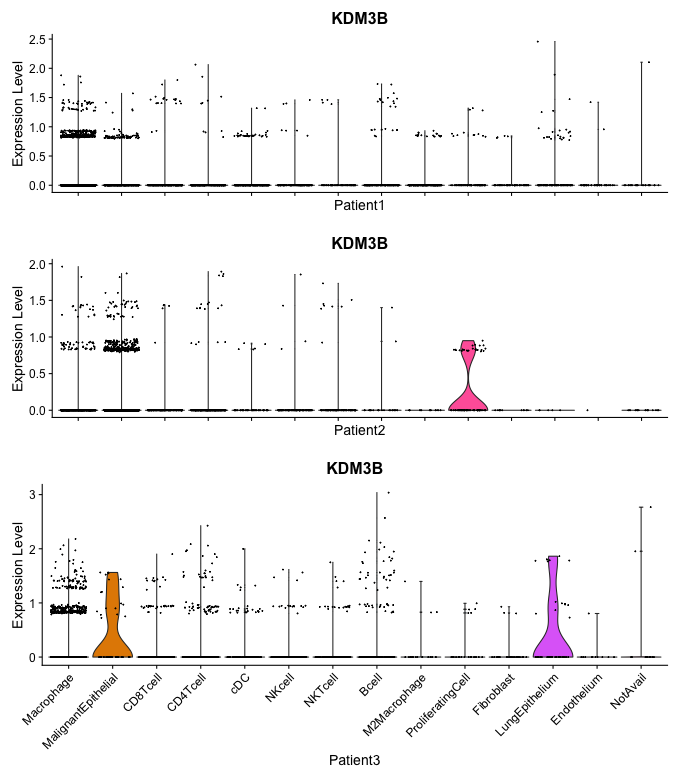 KDM3B
Expression Level
2.5
2.0
1.5
1.0
0.5
0.0
Patient1
KDM3B
Expression Level
2.0
1.5
1.0
0.5
0.0
Patient2
KDM3B
Expression Level
3
2
1
0
Macrophage
MalignantEpithelial
CD8Tcell
CD4Tcell
cDC
NKcell
NKTcell
Bcell
M2Macrophage
ProliferatingCell
Fibroblast
LungEpithelium
Endothelium
NotAvail
Patient3